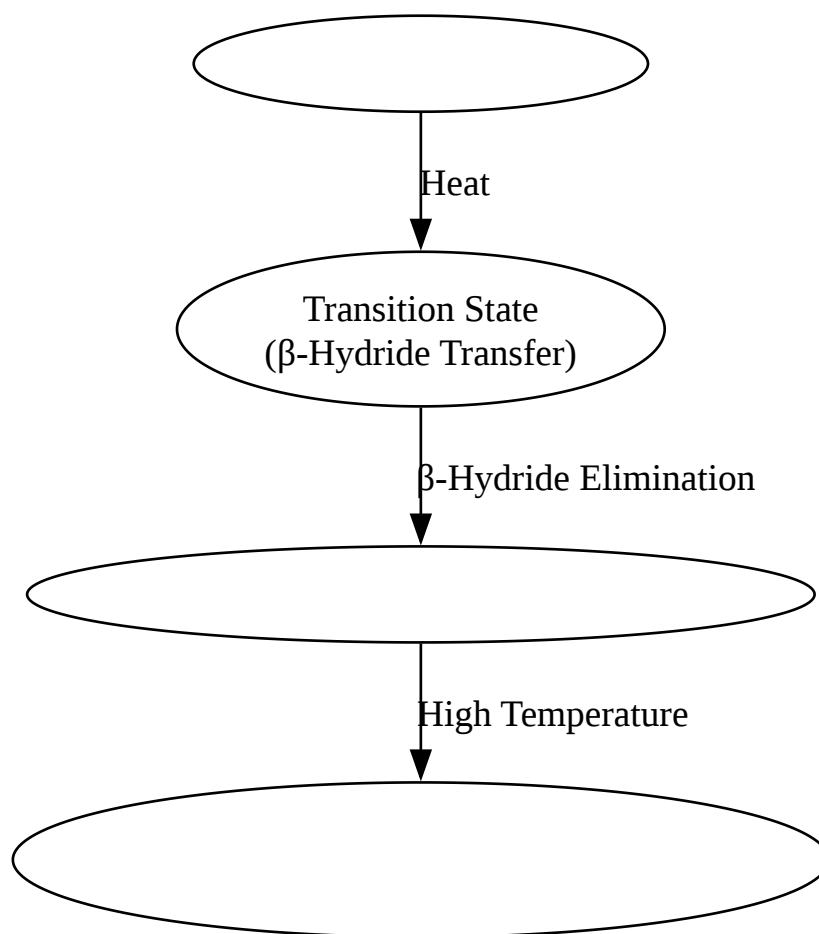 Heat
Transition State
(β-Hydride Transfer)
β-Hydride Elimination
High Temperature